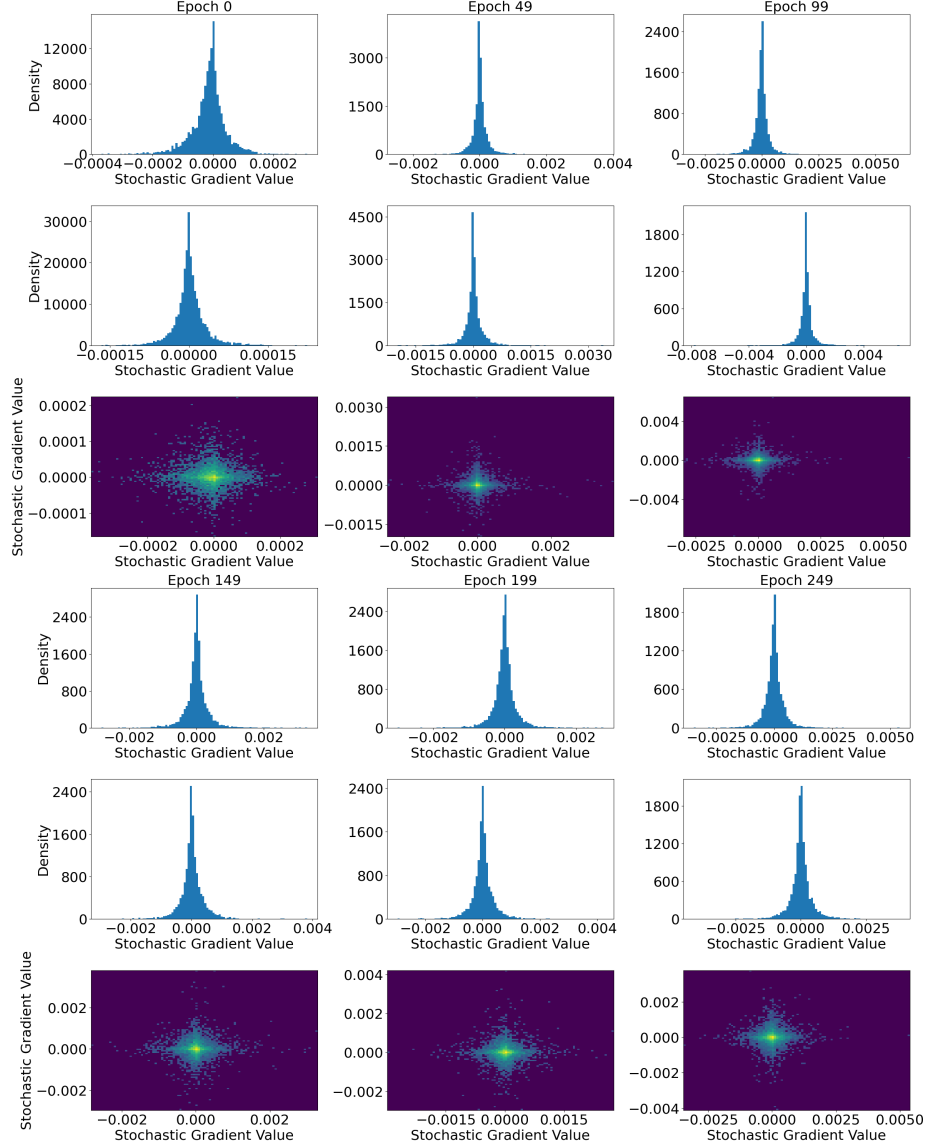 Epoch 0 Epoch 49 Epoch 99
12000 3000 2400
8000 1500 1600
4000 0 800
0 0
Density
−0.0004 −0.0002 0.0000 0.0002 −0.002 0.000 0.002 0.004 −0.0025 0.0000 0.0025 0.0050
Stochastic Gradient Value Stochastic Gradient Value Stochastic Gradient Value
30000 4500 1800
20000 3000 1200
10000 1500 600
0 0 0
Density
−0.00015 0.00000 0.00015 −0.0015 0.0000 0.0015 0.0030 −0.008 −0.004 0.000 0.004
Stochastic Gradient Value Stochastic Gradient Value Stochastic Gradient Value
Stochastic Gradient Value
0.0002 0.0030 0.004
0.0001 0.0015 0.000
0.0000 0.0000 −0.004
−0.0001 −0.0015
−0.0002 0.0000 0.0002 −0.002 0.000 0.002 −0.0025 0.0000 0.0025 0.0050
Stochastic Gradient Value Stochastic Gradient Value Stochastic Gradient Value
Epoch 149 Epoch 199 Epoch 249
2400 2400 1800
1600 1600 1200
800 800 600
0 0 0
Density
−0.002 0.000 0.002 −0.002 0.000 0.002 −0.0025 0.0000 0.0025 0.0050
Stochastic Gradient Value Stochastic Gradient Value Stochastic Gradient Value
2400 2400 1800
1600 1600 1200
800 800 600
0 0 0
Density
−0.002 0.000 0.002 0.004 −0.002 0.000 0.002 0.004 −0.0025 0.0000 0.0025
Stochastic Gradient Value Stochastic Gradient Value Stochastic Gradient Value
Stochastic Gradient Value
0.002 0.004 0.002
0.000 0.002 0.000
−0.002 0.000 −0.002
−0.002 −0.004
−0.002 0.000 0.002 −0.0015 0.0000 0.0015 −0.0025 0.0000 0.0025 0.0050
Stochastic Gradient Value Stochastic Gradient Value Stochastic Gradient Value